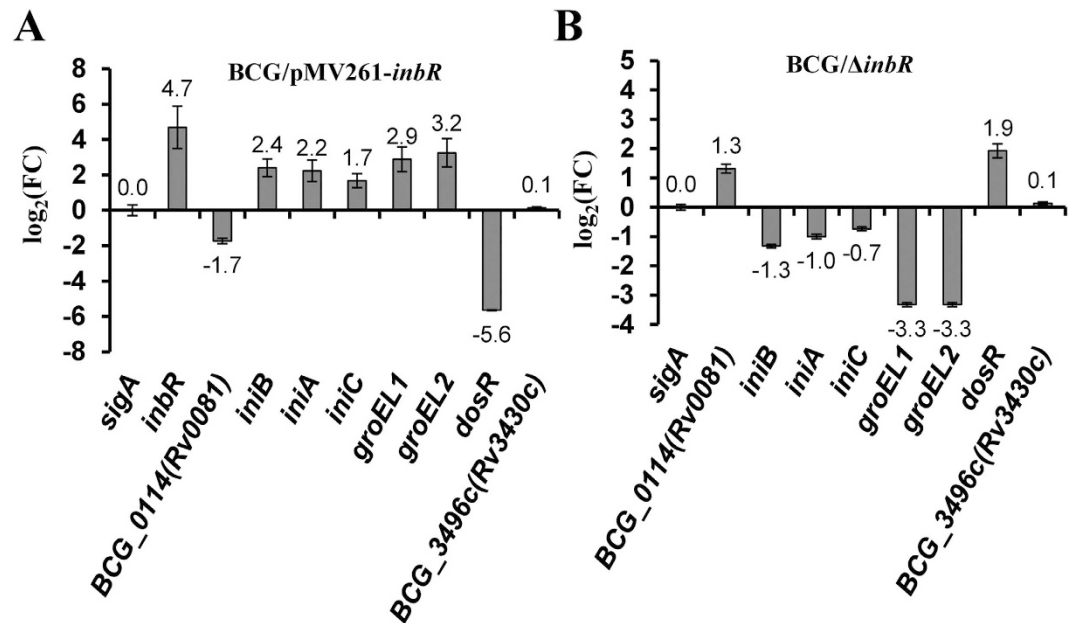 A
BCG/pMV261-inbR
log2(FC)
8
6
4
2
0
-2
-4
-6
-8
0.0
4.7
-1.7
2.4
2.2
1.7
2.9
3.2
-5.6
0.1
sigA
inbR
BCG_0114(Rv0081)
iniB
iniA
iniC
groEL1
groEL2
dosR
BCG_3496c(Rv3430c)
B
BCG/ΔinbR
log2(FC)
5
4
3
2
1
0
-1
-2
-3
-4
0.0
1.3
-1.3
-1.0
-0.7
-3.3
-3.3
1.9
0.1
sigA
BCG_0114(Rv0081)
iniB
iniA
iniC
groEL1
groEL2
dosR
BCG_3496c(Rv3430c)